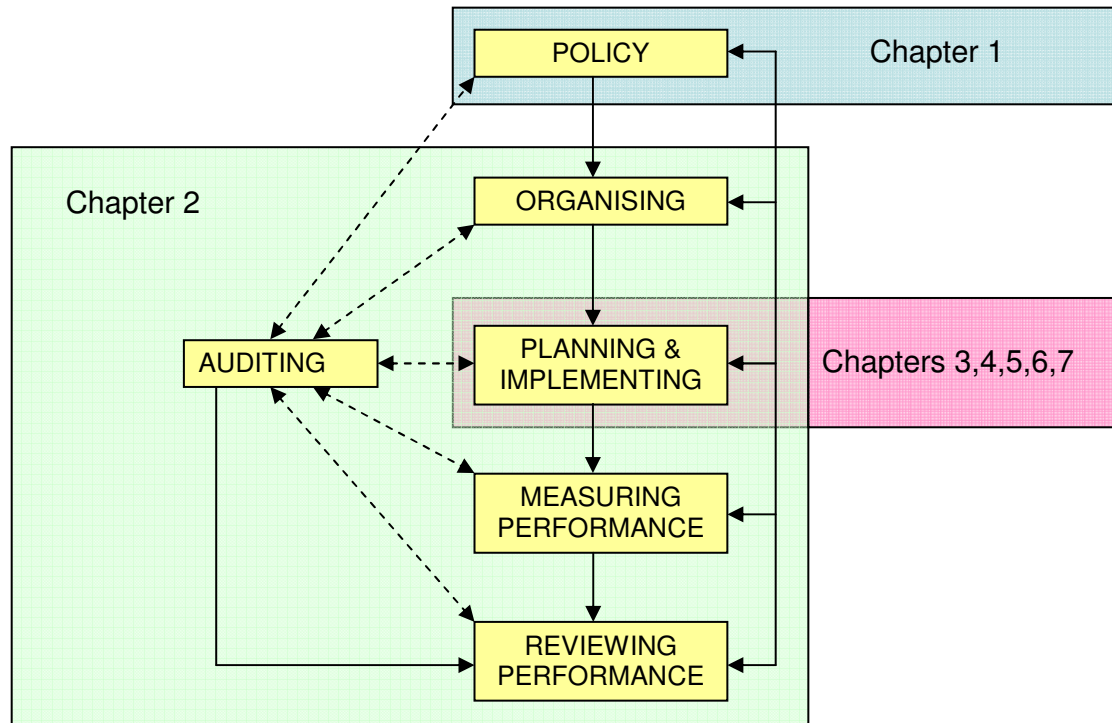 POLICY
Chapter 1
Chapter 2
ORGANISING
AUDITING
PLANNING &
IMPLEMENTING
Chapters 3,4,5,6,7
MEASURING
PERFORMANCE
REVIEWING
PERFORMANCE